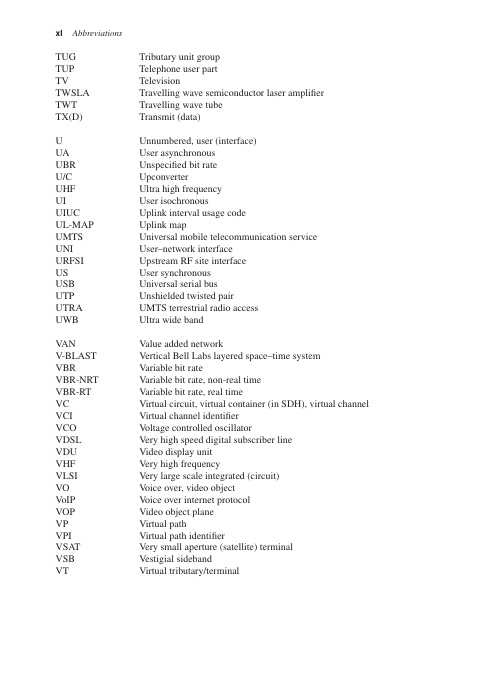 xl Abbreviations
TUG Tributary unit group
TUP Telephone user part
TV Television
TWSLA Travelling wave semiconductor laser amplifier
TWT Travelling wave tube
TX(D) Transmit (data)
U Unnumbered, user (interface)
UA User asynchronous
UBR Unspecified bit rate
U/C Upconverter
UHF Ultra high frequency
UI User isochronous
UIUC Uplink interval usage code
UL-MAP Uplink map
UMTS Universal mobile telecommunication service
UNI User–network interface
URFSI Upstream RF site interface
US User synchronous
USB Universal serial bus
UTP Unshielded twisted pair
UTRA UMTS terrestrial radio access
UWB Ultra wide band
VAN Value added network
V-BLAST Vertical Bell Labs layered space–time system
VBR Variable bit rate
VBR-NRT Variable bit rate, non-real time
VBR-RT Variable bit rate, real time
VC Virtual circuit, virtual container (in SDH), virtual channel
VCI Virtual channel identifier
VCO Voltage controlled oscillator
VDSL Very high speed digital subscriber line
VDU Video display unit
VHF Very high frequency
VLSI Very large scale integrated (circuit)
VO Voice over, video object
VoIP Voice over internet protocol
VOP Video object plane
VP Virtual path
VPI Virtual path identifier
VSAT Very small aperture (satellite) terminal
VSB Vestigial sideband
VT Virtual tributary/terminal